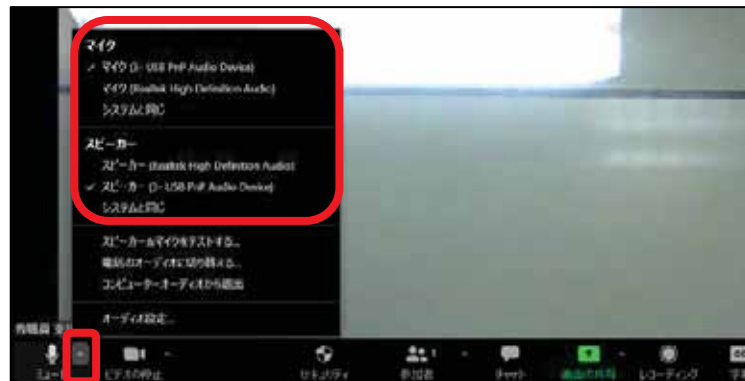 マイク
マイク (3- USB PnP Audio Device)
マイク (Realtek High Definition Audio)
システムと同じ
スピーカー
スピーカー (Realtek High Definition Audio)
スピーカー (3- USB PnP Audio Device)
システムと同じ
スピーカー&マイクをテストする...
電話のオーディオに切り替える...
コンピューターオーディオから退出
オーディオ設定...
ミュート
ビデオの停止
セキュリティ
参加者
1
チャット
画面の共有
レコーディング